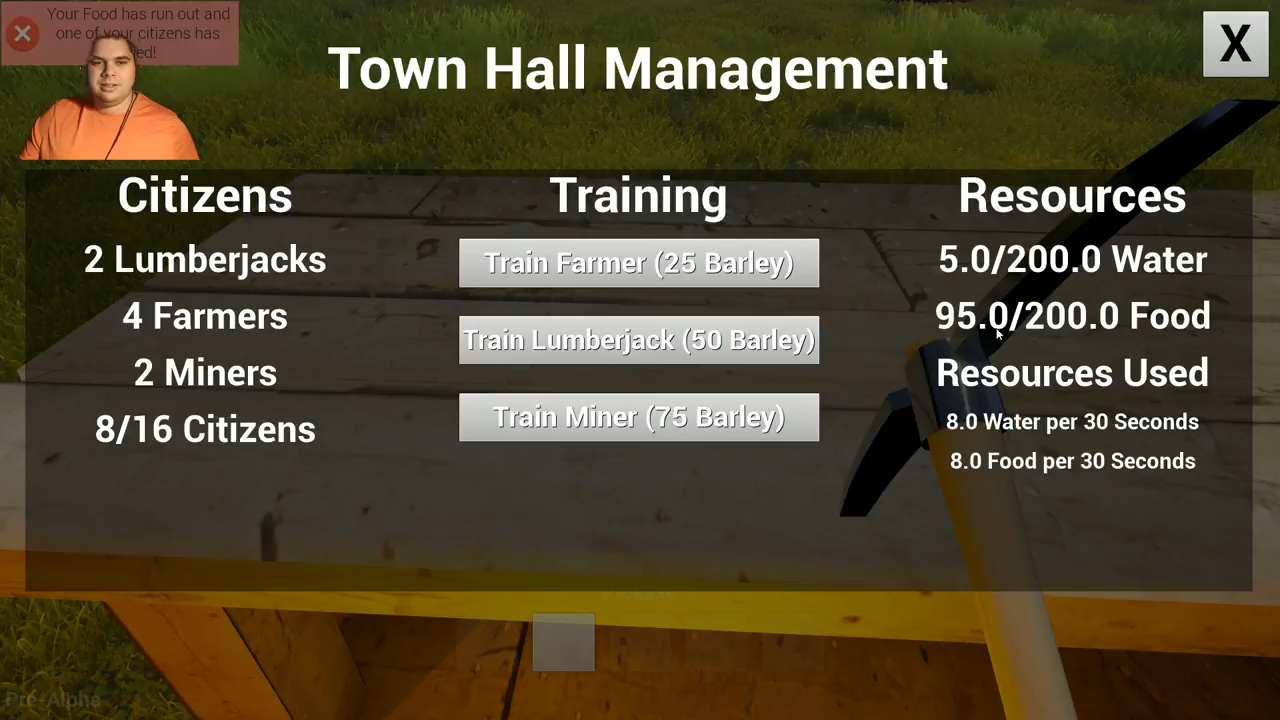 Your Food has run out and
one of your citizens has
Town Hall Management
X
Citizens
2 Lumberjacks
4 Farmers
2 Miners
8/16 Citizens
Training
Train Farmer (25 Barley)
Train Lumberjack (50 Barley)
Train Miner (75 Barley)
Resources
5.0/200.0 Water
95.0/200.0 Food
Resources Used
8.0 Water per 30 Seconds
8.0 Food per 30 Seconds
Pre-Alpha